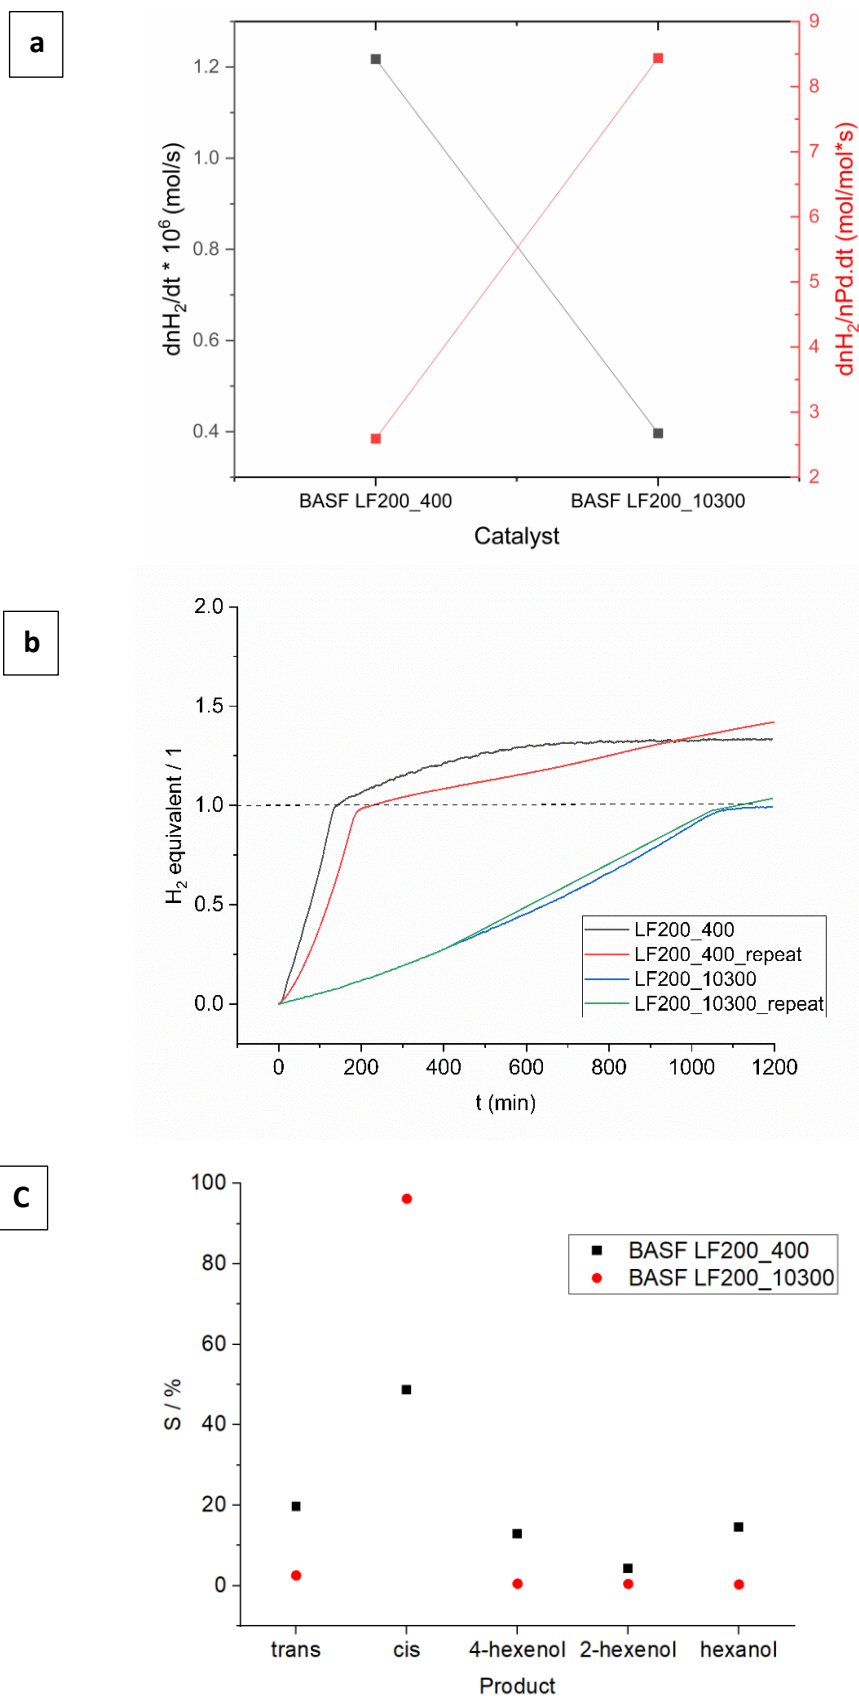 a
1.2
1.0
0.8
0.6
0.4
dnH₂/dt * 10⁶ (mol/s)
9
8
7
6
5
4
3
2
dnH₂/nPd.dt (mol/mol*s)
BASF LF200_400
BASF LF200_10300
Catalyst
b
2.0
1.5
1.0
0.5
0.0
H₂ equivalent / 1
LF200_400
LF200_400_repeat
LF200_10300
LF200_10300_repeat
0 200 400 600 800 1000 1200
t (min)
C
100
80
60
40
20
0
S / %
BASF LF200_400
BASF LF200_10300
trans cis 4-hexenol 2-hexenol hexanol
Product